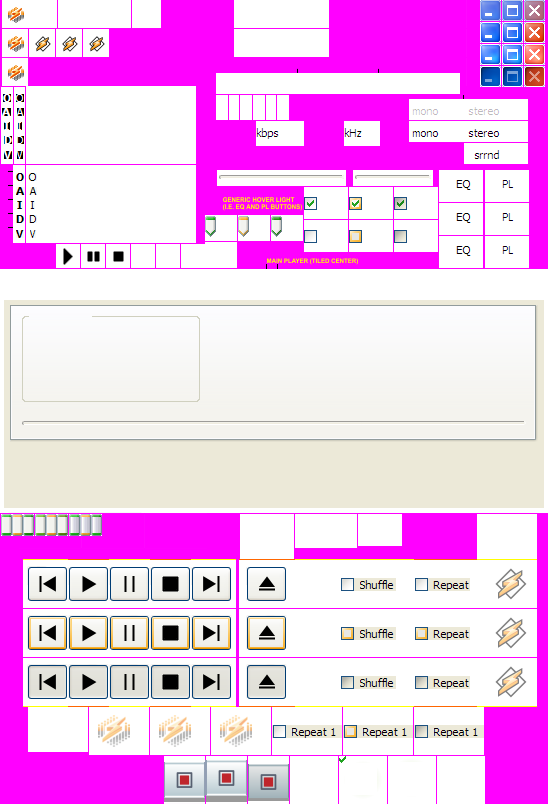 O O
A A
I I
D D
V V
kbps kHz
mono stereo
mono stereo
srrnd
O O
A A
I I
D D
V V
GENERIC HOVER LIGHT
(I.E. EQ AND PL BUTTONS)
EQ PL
EQ PL
EQ PL
MAIN PLAYER (TILED CENTER)
Shuffle Repeat
Shuffle Repeat
Shuffle Repeat
Repeat 1 Repeat 1 Repeat 1